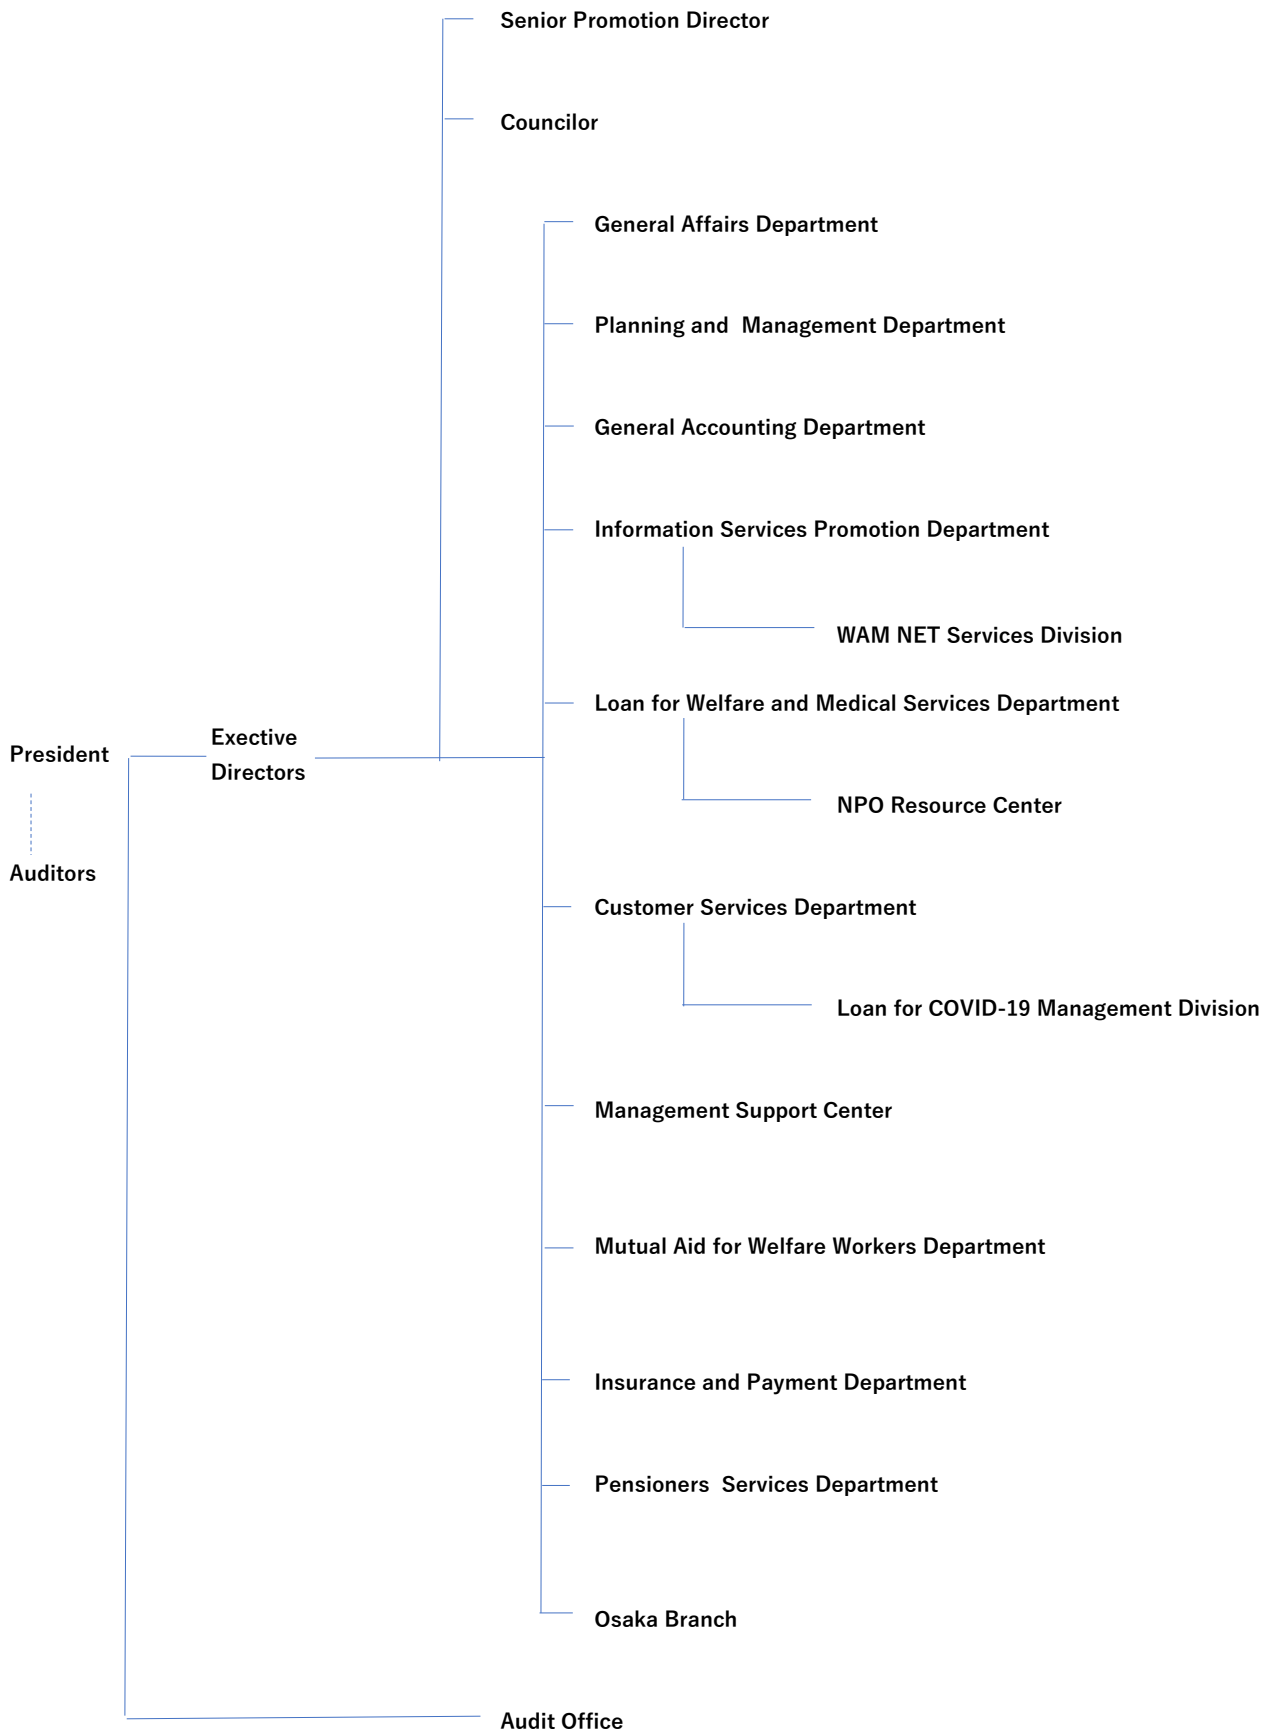 Senior Promotion Director
Councilor
General Affairs Department
Planning and  Management Department
General Accounting Department
Information Services Promotion Department
WAM NET Services Division
Loan for Welfare and Medical Services Department
President
Exective
Directors
NPO Resource Center
Auditors
Customer Services Department
Loan for COVID-19 Management Division
Management Support Center
Mutual Aid for Welfare Workers Department
Insurance and Payment Department
Pensioners  Services Department
Osaka Branch
Audit Office